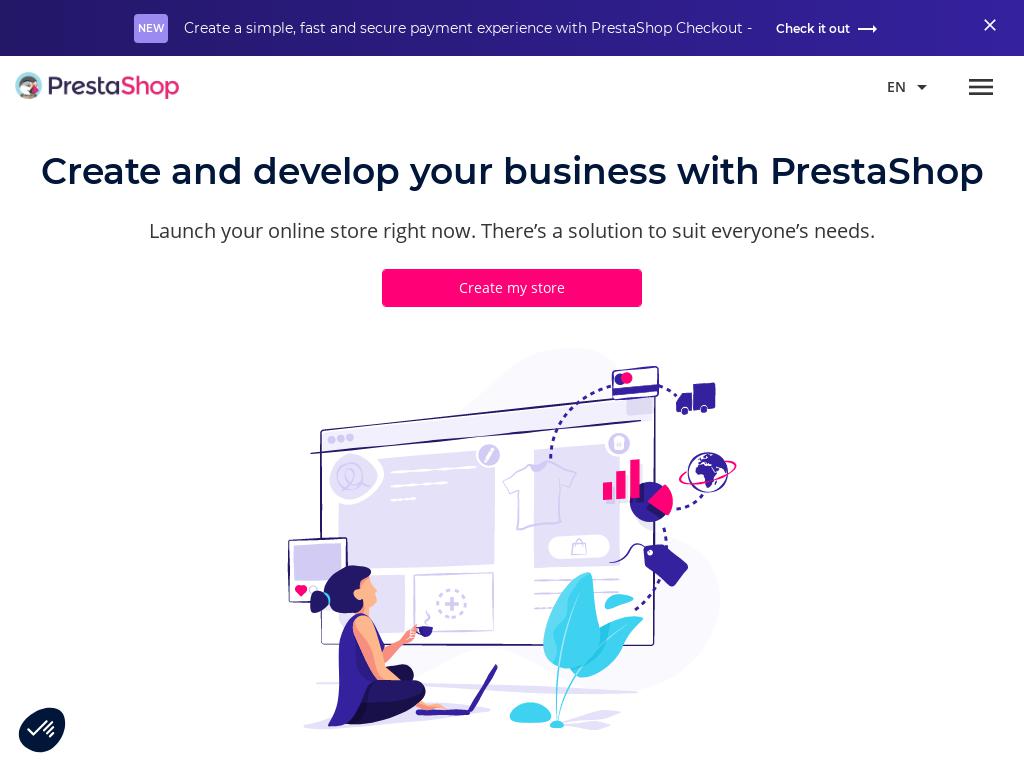 NEW Create a simple, fast and secure payment experience with PrestaShop Checkout - Check it out
PrestaShop
EN
Create and develop your business with PrestaShop
Launch your online store right now. There’s a solution to suit everyone’s needs.
Create my store